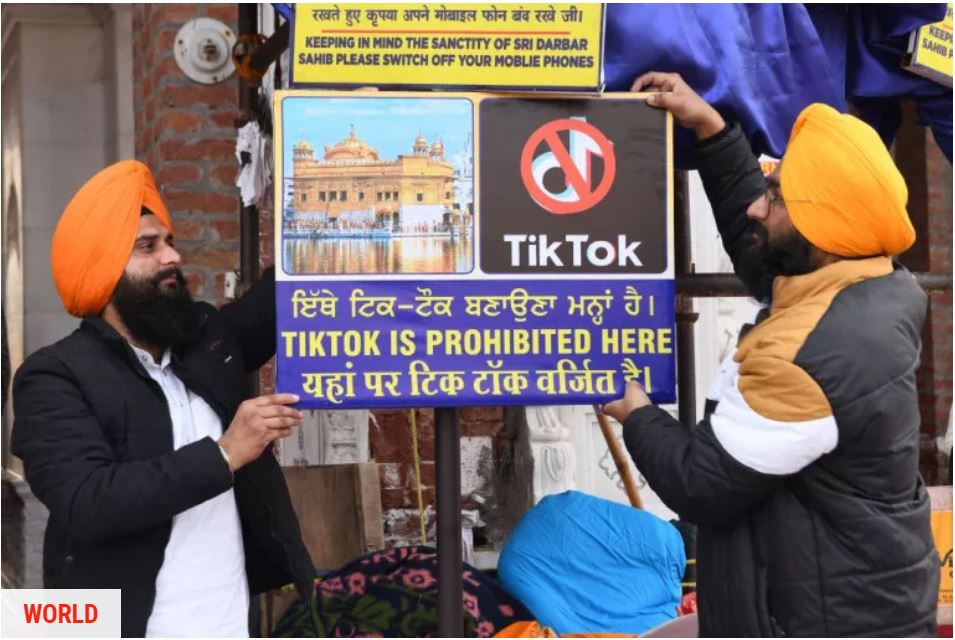 रखते हुए कृपया अपने मोबाइल फोन बंद रखे जी।
KEEPING IN MIND THE SANCTITY OF SRI DARBAR
SAHIB PLEASE SWITCH OFF YOUR MOBLIE PHONES
KEEPI
SAHIB P
TikTok
ਇੱਥੇ ਟਿਕ-ਟੌਕ ਬਣਾਉਣਾ ਮਨ੍ਹਾਂ ਹੈ।
TIKTOK IS PROHIBITED HERE
यहां पर टिक टॉक वर्जित है।
WORLD